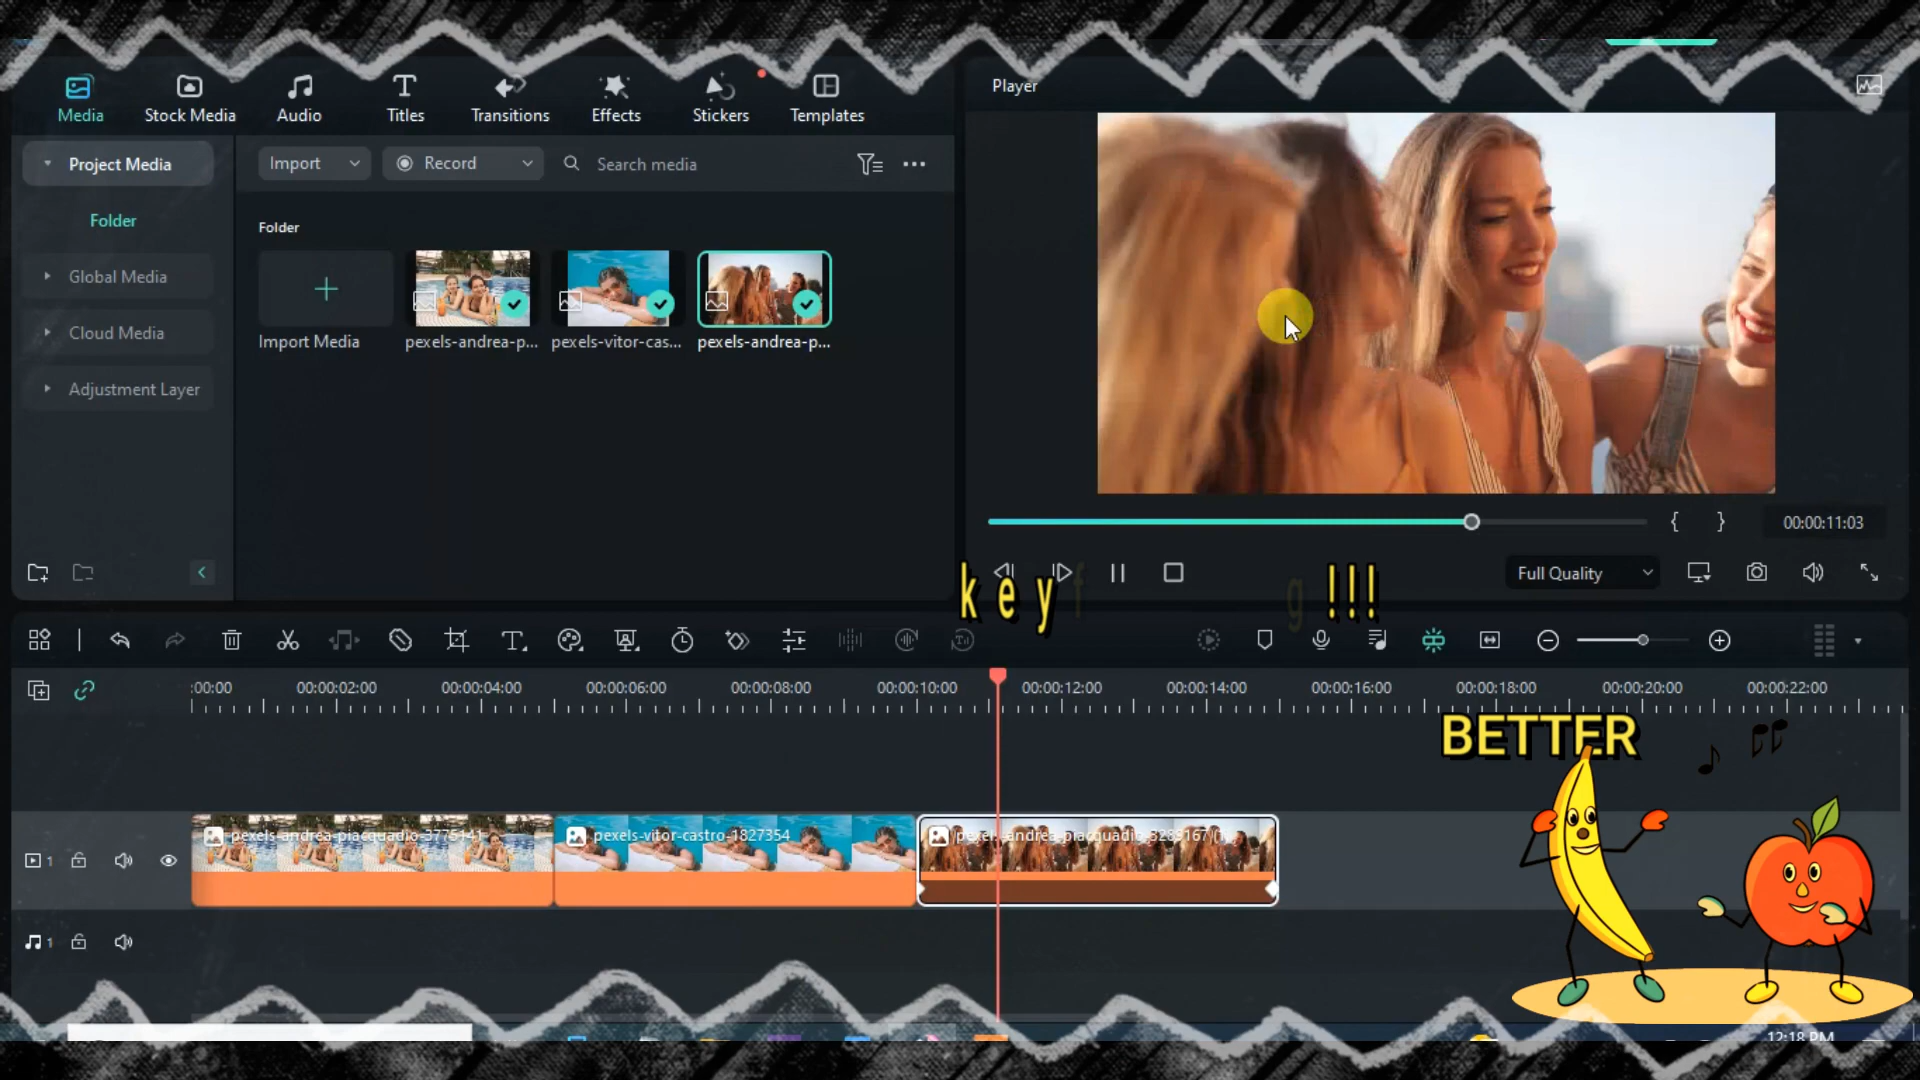 Media
Stock Media
Audio
Titles
Transitions
Effects
Stickers
Templates
Player
Project Media
Import
Record
Search media
Folder
Folder
Global Media
Cloud Media
Adjustment Layer
Import Media
pexels-andrea-p...
pexels-vitor-cas...
pexels-andrea-p...
00:00:11:03
Full Quality
key
g !!!
:00:00
00:00:02:00
00:00:04:00
00:00:06:00
00:00:08:00
00:00:10:00
00:00:12:00
00:00:14:00
00:00:16:00
00:00:18:00
00:00:20:00
00:00:22:00
BETTER
pexels-andrea-piacquadio-3775141
pexels-vitor-castro-1827354
1
1
12:18 PM